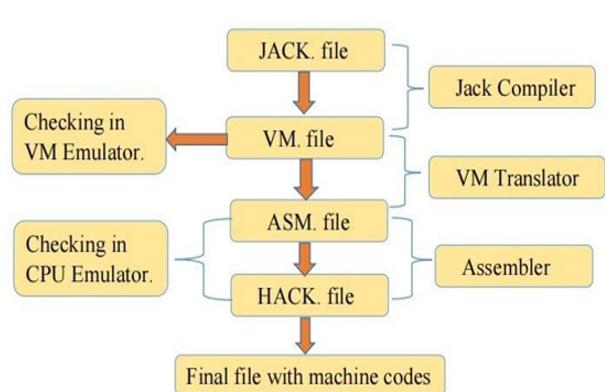 JACK. file
Jack Compiler
Checking in
VM Emulator.
VM. file
VM Translator
ASM. file
Checking in
CPU Emulator.
Assembler
HACK. file
Final file with machine codes